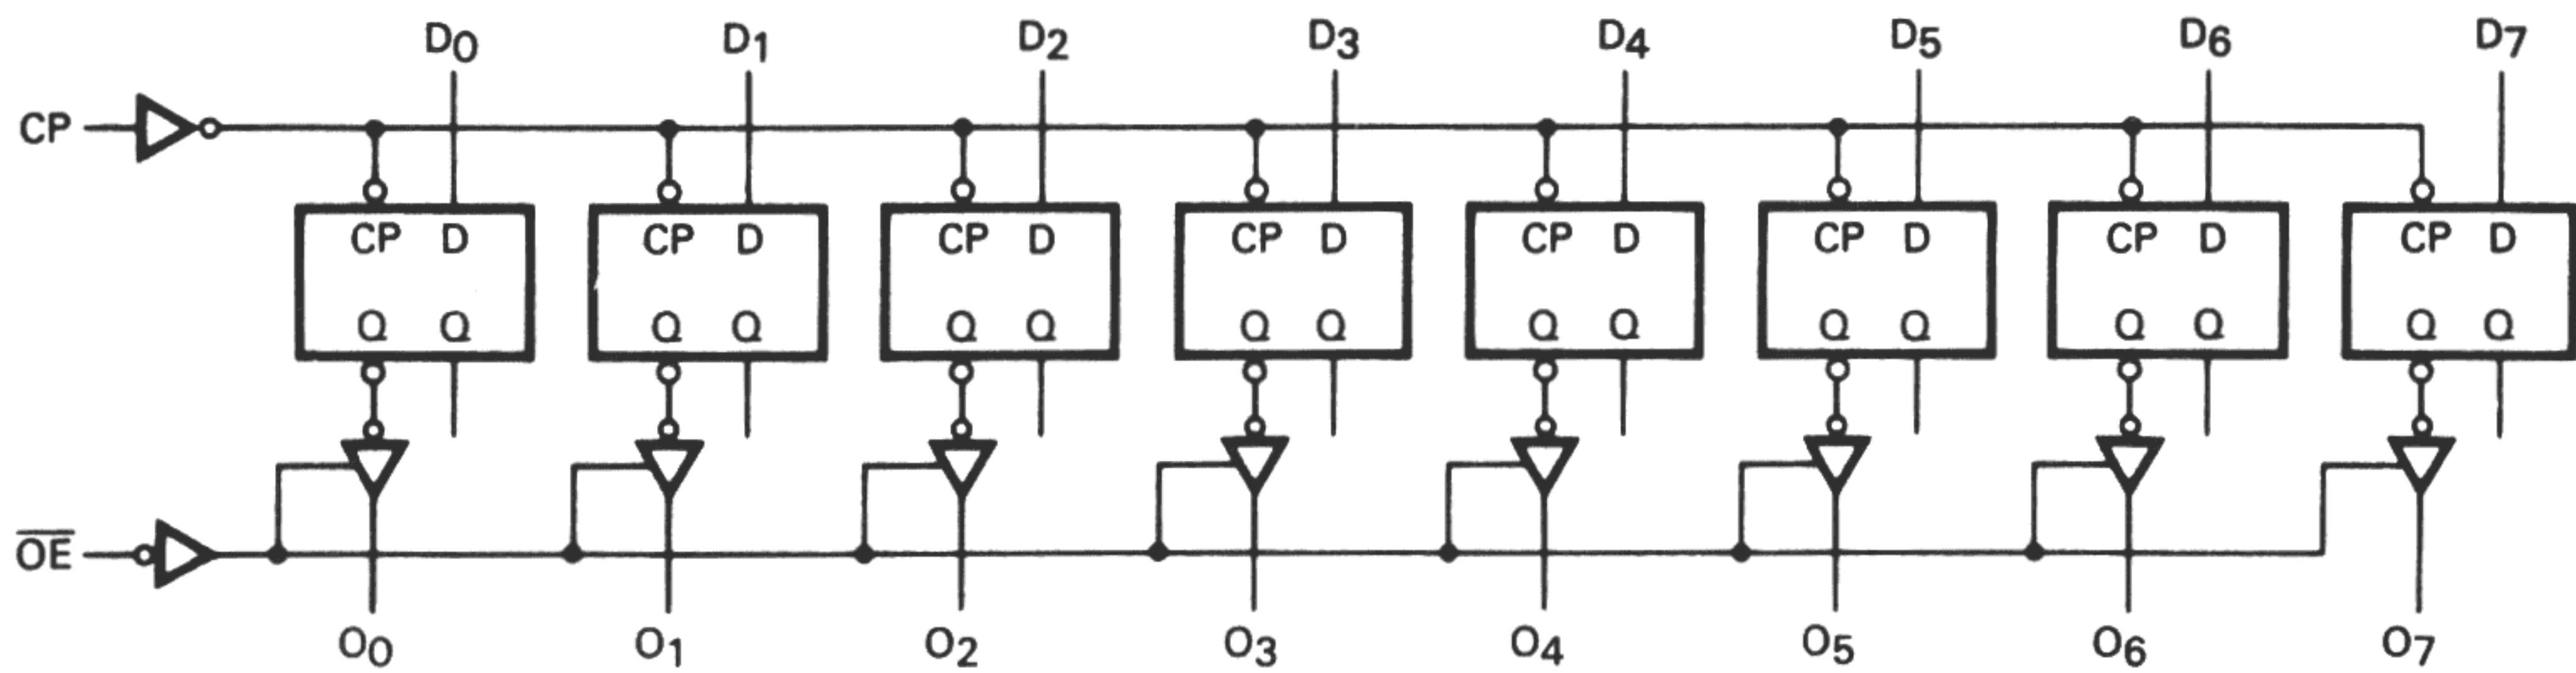 D0 D1 D2 D3 D4 D5 D6 D7
CP
CP D CP D CP D CP D CP D CP D CP D CP D
Q Q Q Q Q Q Q Q Q Q Q Q Q Q Q Q
OE
O0 O1 O2 O3 O4 O5 O6 O7